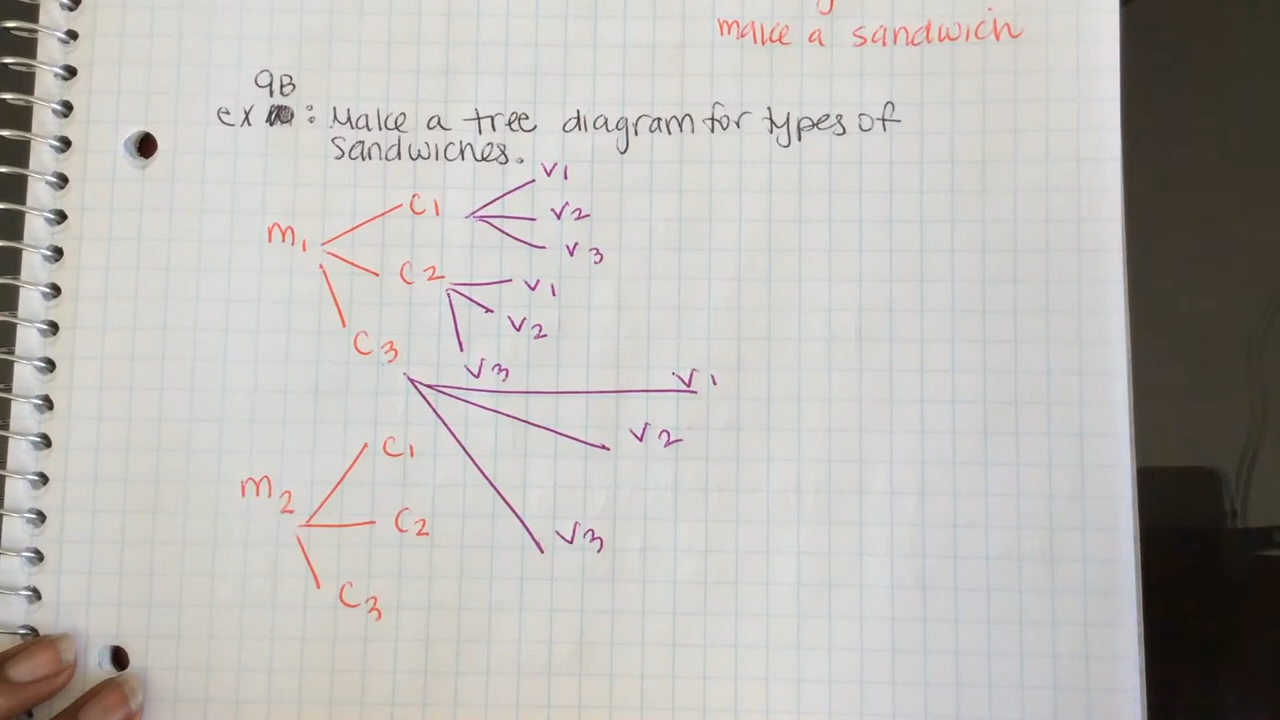 make a sandwich
9B
ex : Make a tree diagram for types of
sandwiches.
V1
C1
V2
m1
V3
C2
V1
V2
C3
V3
V1
V2
C1
m2
C2
V3
C3